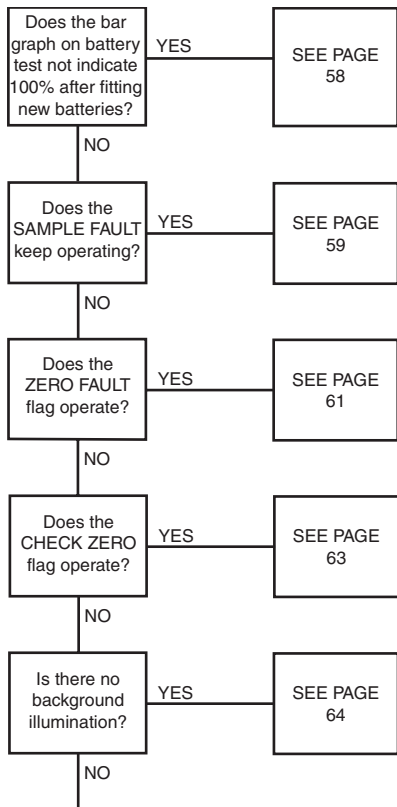 Does the bar
graph on battery
test not indicate
100% after fitting
new batteries?
YES
SEE PAGE
58
NO
Does the
SAMPLE FAULT
keep operating?
YES
SEE PAGE
59
NO
Does the
ZERO FAULT
flag operate?
YES
SEE PAGE
61
NO
Does the
CHECK ZERO
flag operate?
YES
SEE PAGE
63
NO
Is there no
background
illumination?
YES
SEE PAGE
64
NO